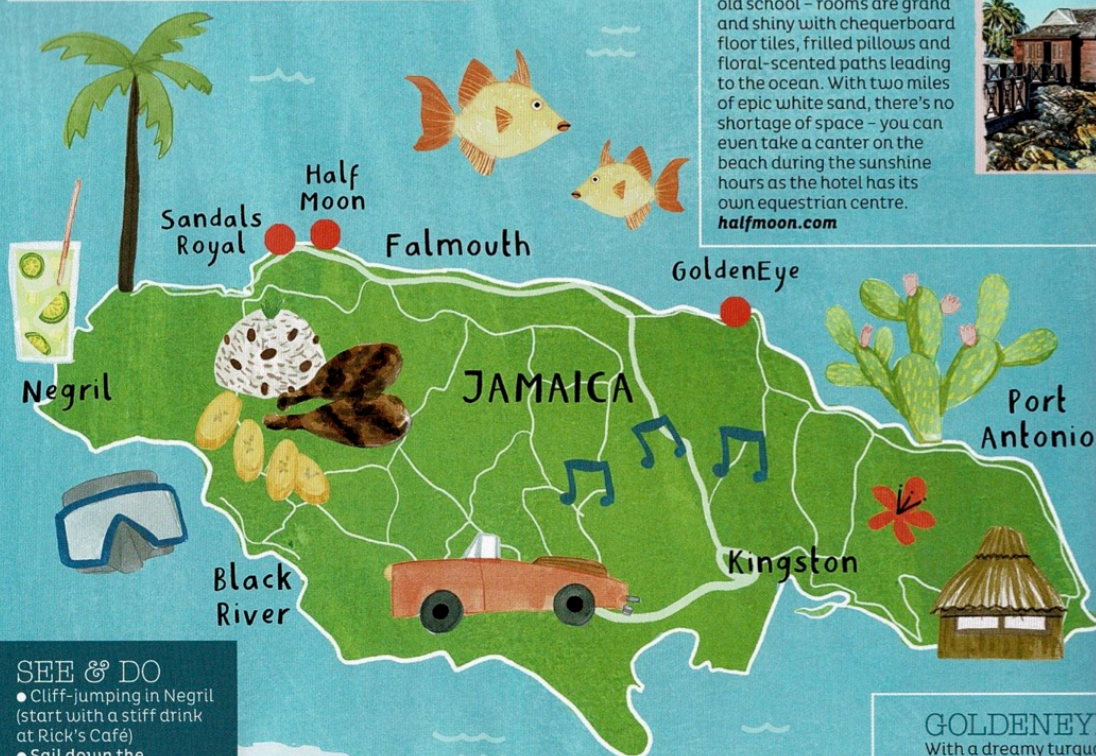 old school – rooms are grand
and shiny with chequerboard
floor tiles, frilled pillows and
floral-scented paths leading
to the ocean. With two miles
of epic white sand, there's no
shortage of space – you can
even take a canter on the
beach during the sunshine
hours as the hotel has its
own equestrian centre.
halfmoon.com
Half
Moon
Sandals
Royal
Falmouth
GoldenEye
Negril
JAMAICA
Port
Antonio
Kingston
Black
River
SEE & DO
● Cliff-jumping in Negril
(start with a stiff drink
at Rick's Café)
● Sail down the
GOLDENEY
With a dreamy turqu